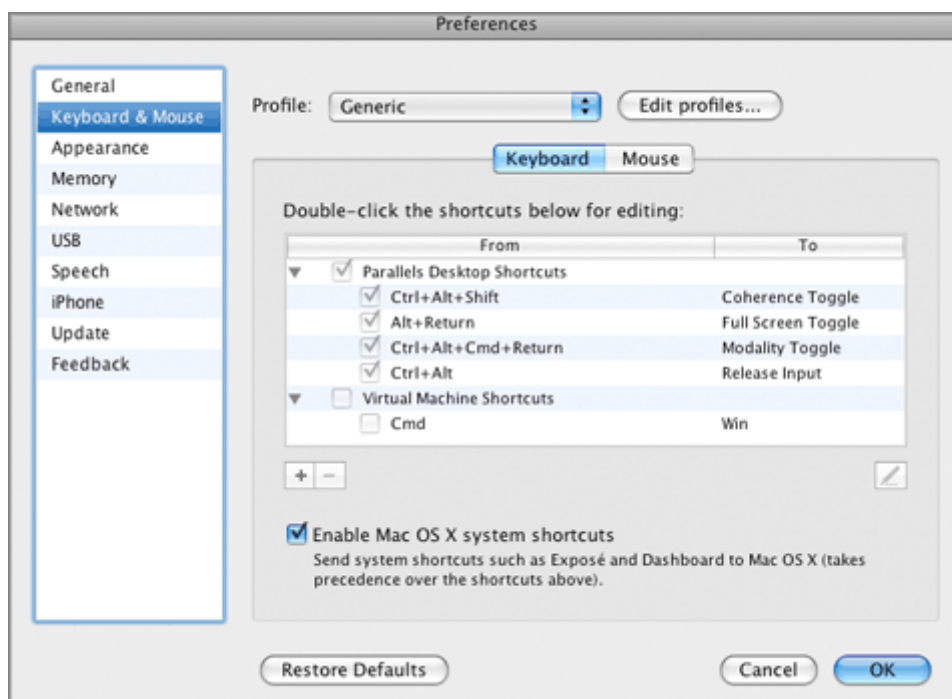 Preferences
General
Keyboard & Mouse
Appearance
Memory
Network
USB
Speech
iPhone
Update
Feedback
Profile: Generic Edit profiles...
Keyboard Mouse
Double-click the shortcuts below for editing:
From To
Parallels Desktop Shortcuts
Ctrl+Alt+Shift Coherence Toggle
Alt+Return Full Screen Toggle
Ctrl+Alt+Cmd+Return Modality Toggle
Ctrl+Alt Release Input
Virtual Machine Shortcuts
Cmd Win
+ −
Enable Mac OS X system shortcuts
Send system shortcuts such as Exposé and Dashboard to Mac OS X (takes
precedence over the shortcuts above).
Restore Defaults Cancel OK